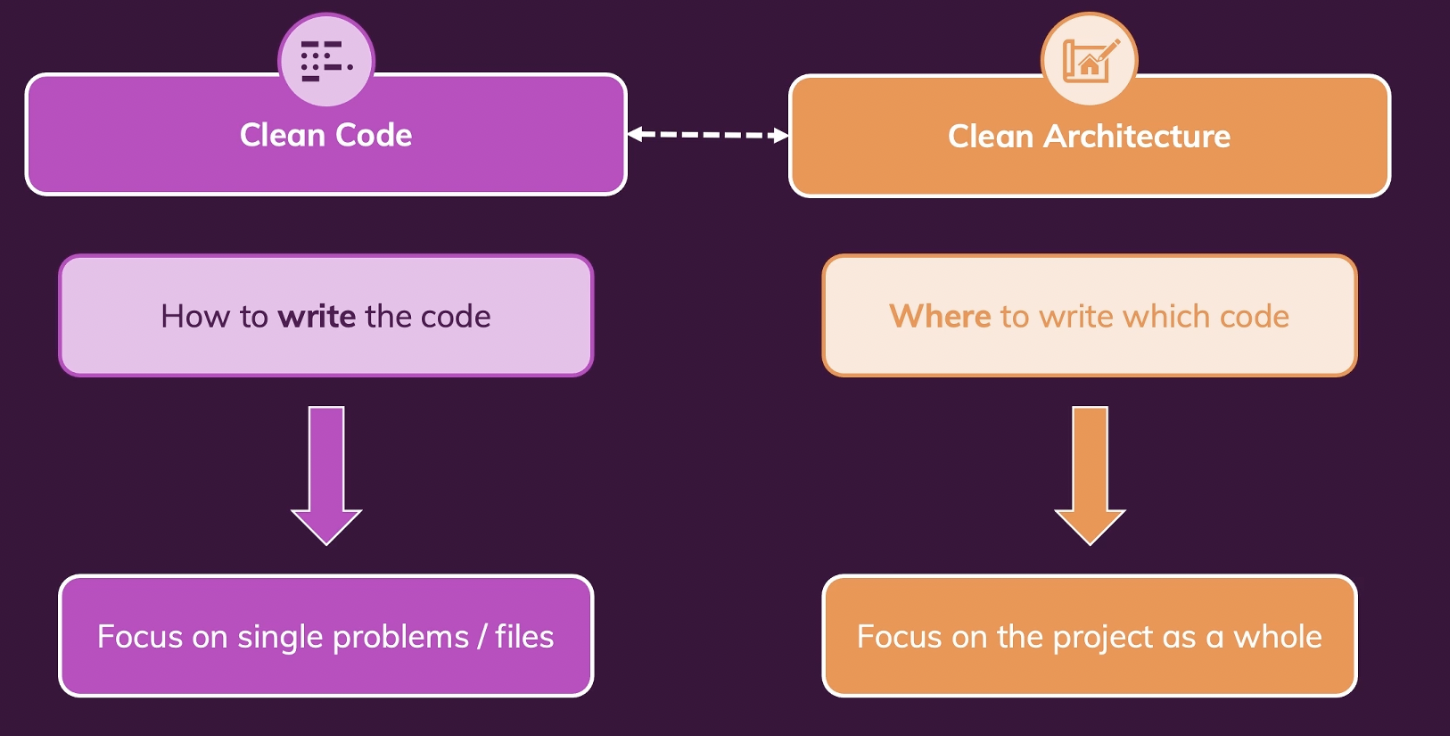 Clean Code
Clean Architecture
How to write the code
Where to write which code
Focus on single problems / files
Focus on the project as a whole